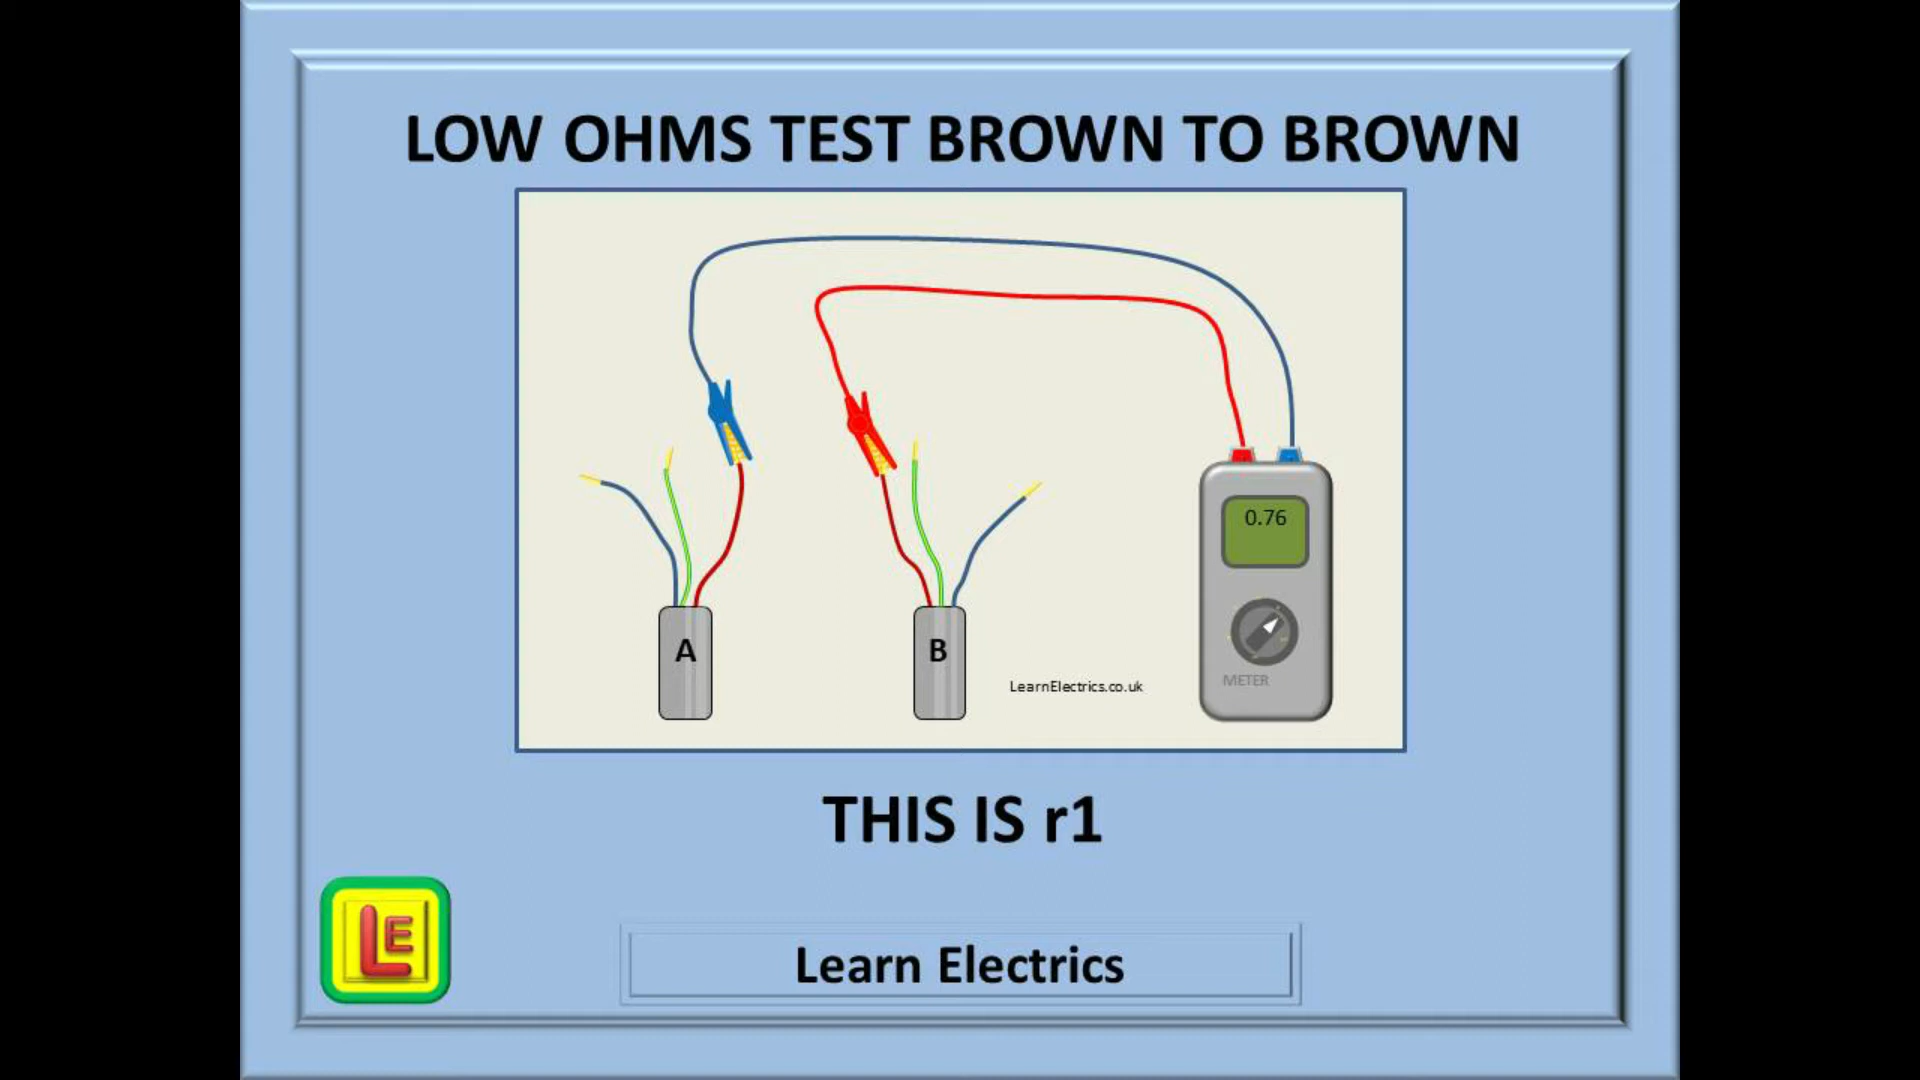 LOW OHMS TEST BROWN TO BROWN
0.76
A
B
LearnElectrics.co.uk
METER
THIS IS r1
LE
Learn Electrics